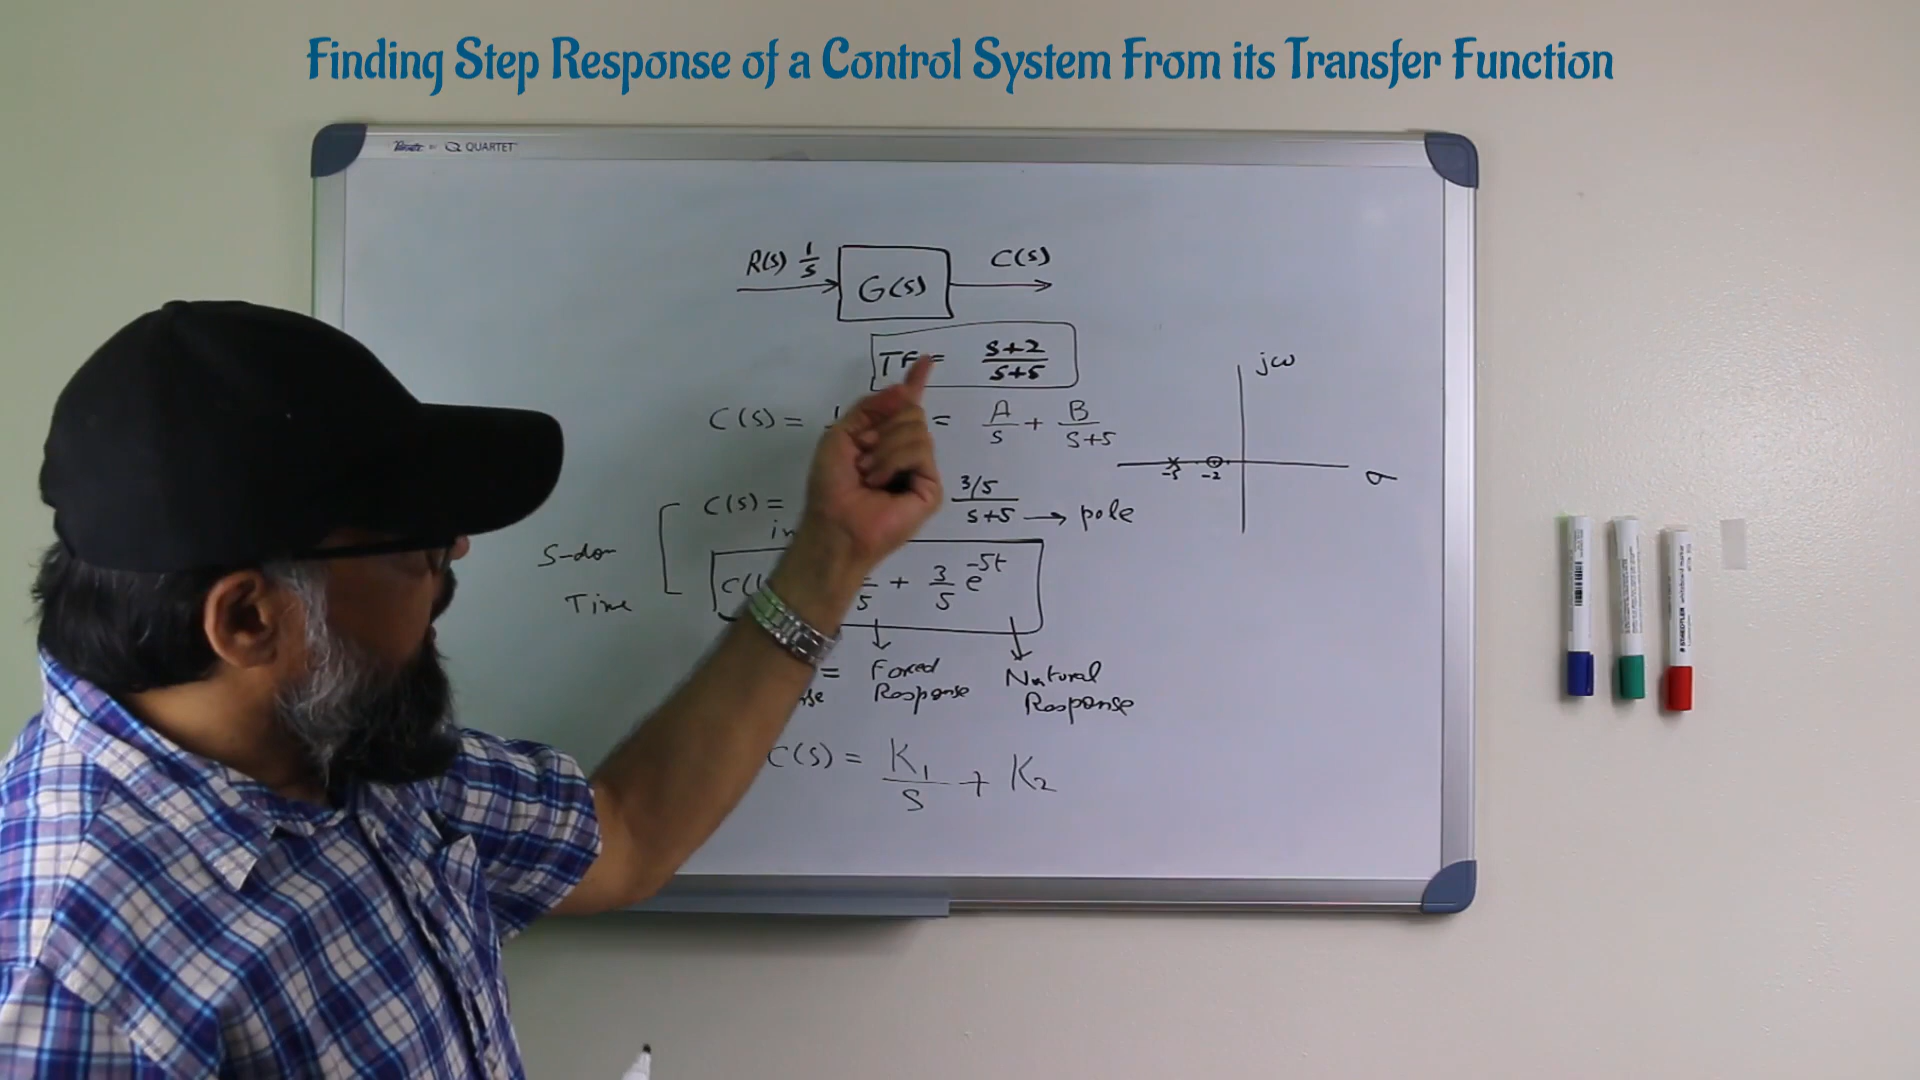 Finding Step Response of a Control System From its Transfer Function
QUARTET
R(s) 1/s
G(s)
C(s)
TF = s+2/s+5
C(s) = = A/s + B/s+5
jω
σ
-5 -2
C(s) = 3/5/s+5 → pole
S-dom
Time
5 + 3/5 e^-5t
= Forced Response
Natural Response
C(s) = K1/s + K2
STAEDTLER